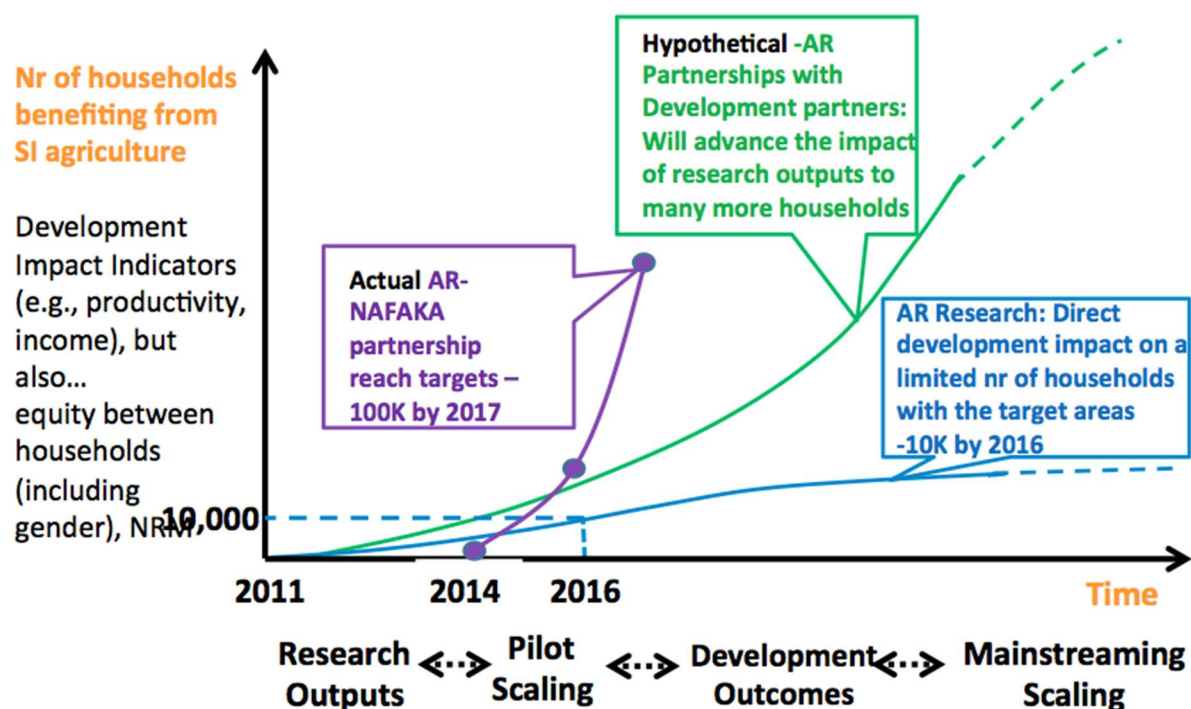 Nr of households
benefiting from
SI agriculture
Development
Impact Indicators
(e.g., productivity,
income), but
also...
equity between
households
(including
gender), NRM
10,000
Hypothetical -AR
Partnerships with
Development partners:
Will advance the impact
of research outputs to
many more households
Actual AR-
NAFAKA
partnership
reach targets –
100K by 2017
AR Research: Direct
development impact on a
limited nr of households
with the target areas
-10K by 2016
2011
2014
2016
Time
Research
Outputs
Pilot
Scaling
Development
Outcomes
Mainstreaming
Scaling